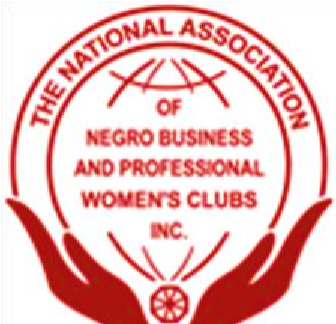 THE NATIONAL ASSOCIATION
OF
NEGRO BUSINESS
AND PROFESSIONAL
WOMEN'S CLUBS
INC.